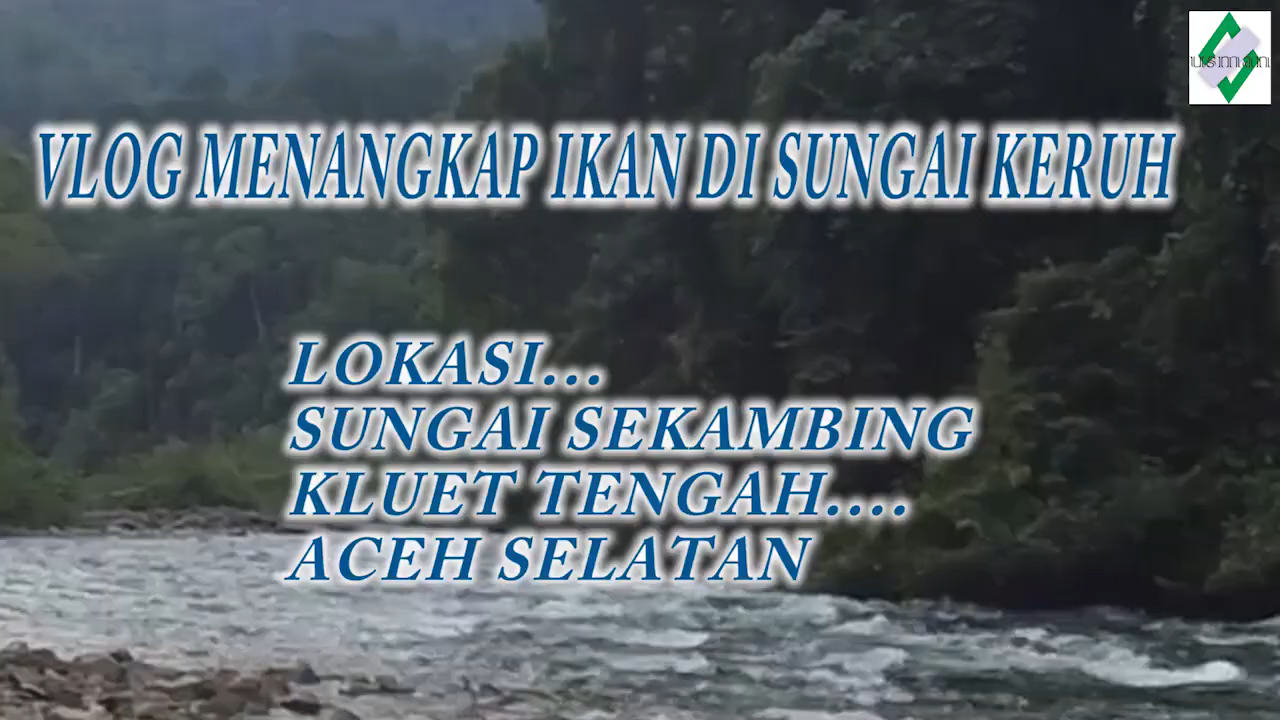 VLOG MENANGKAP IKAN DI SUNGAI KERUH
LOKASI...
SUNGAI SEKAMBING
KLUET TENGAH....
ACEH SELATAN